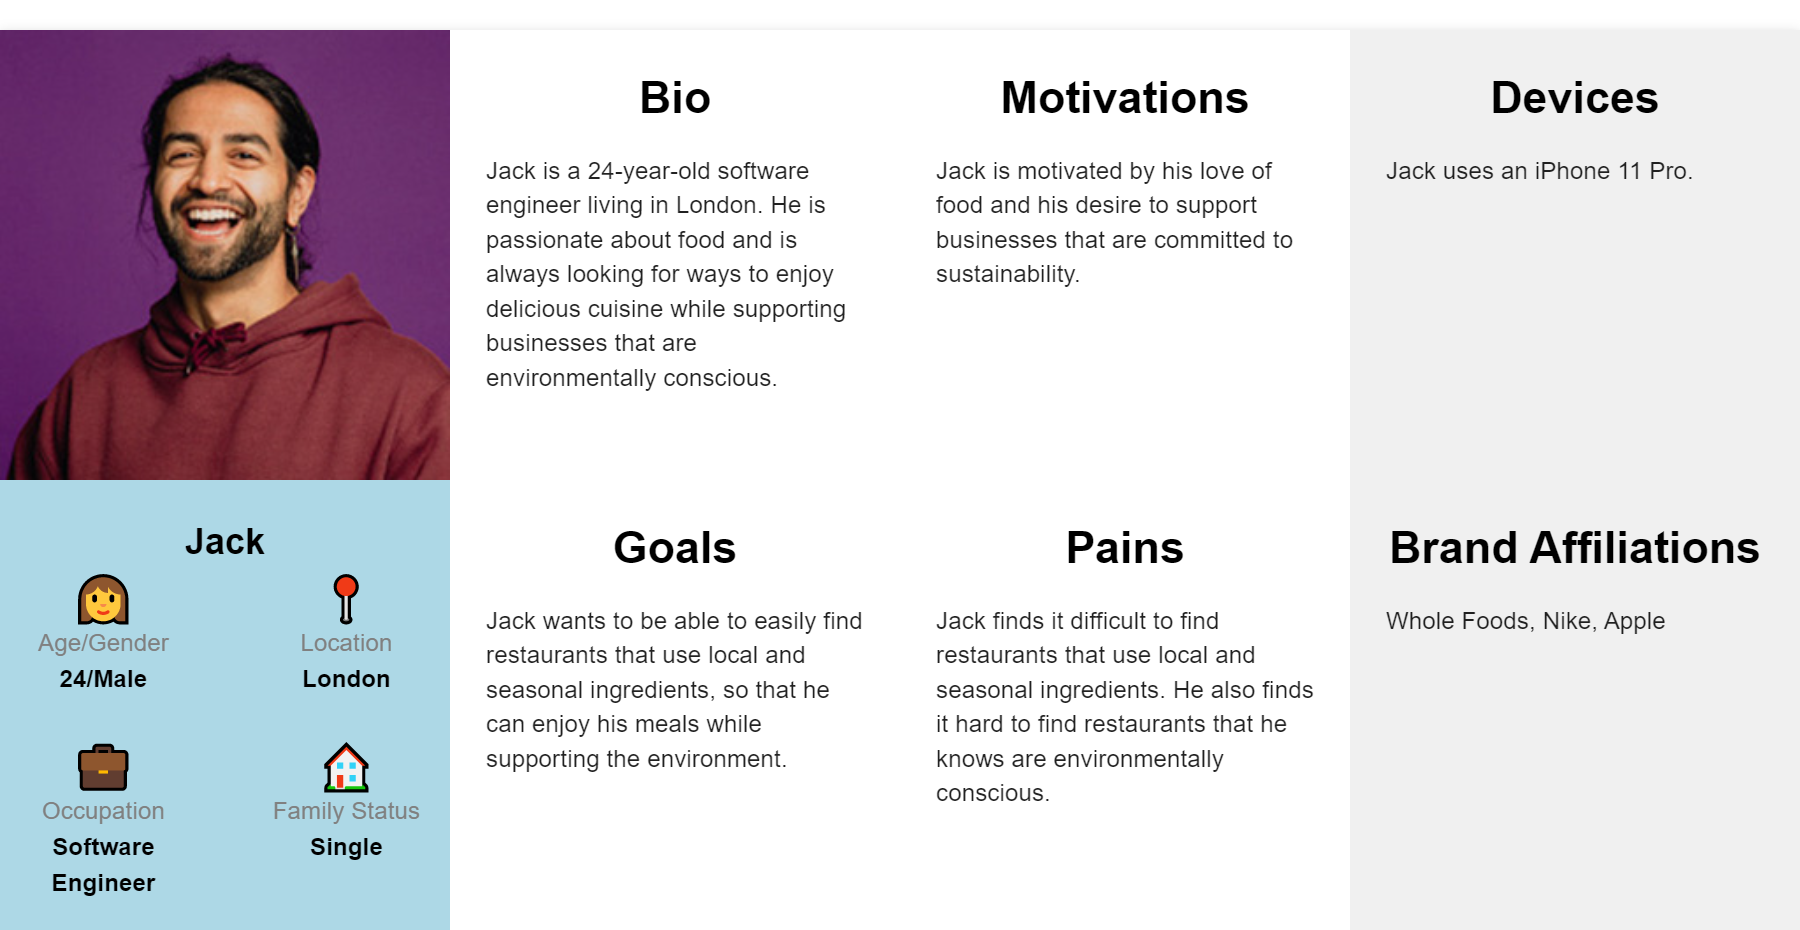 Bio
Jack is a 24-year-old software
engineer living in London. He is
passionate about food and is
always looking for ways to enjoy
delicious cuisine while supporting
businesses that are
environmentally conscious.
Motivations
Jack is motivated by his love of
food and his desire to support
businesses that are committed to
sustainability.
Devices
Jack uses an iPhone 11 Pro.
Jack
Age/Gender
24/Male
Location
London
Occupation
Software
Engineer
Family Status
Single
Goals
Jack wants to be able to easily find
restaurants that use local and
seasonal ingredients, so that he
can enjoy his meals while
supporting the environment.
Pains
Jack finds it difficult to find
restaurants that use local and
seasonal ingredients. He also finds
it hard to find restaurants that he
knows are environmentally
conscious.
Brand Affiliations
Whole Foods, Nike, Apple